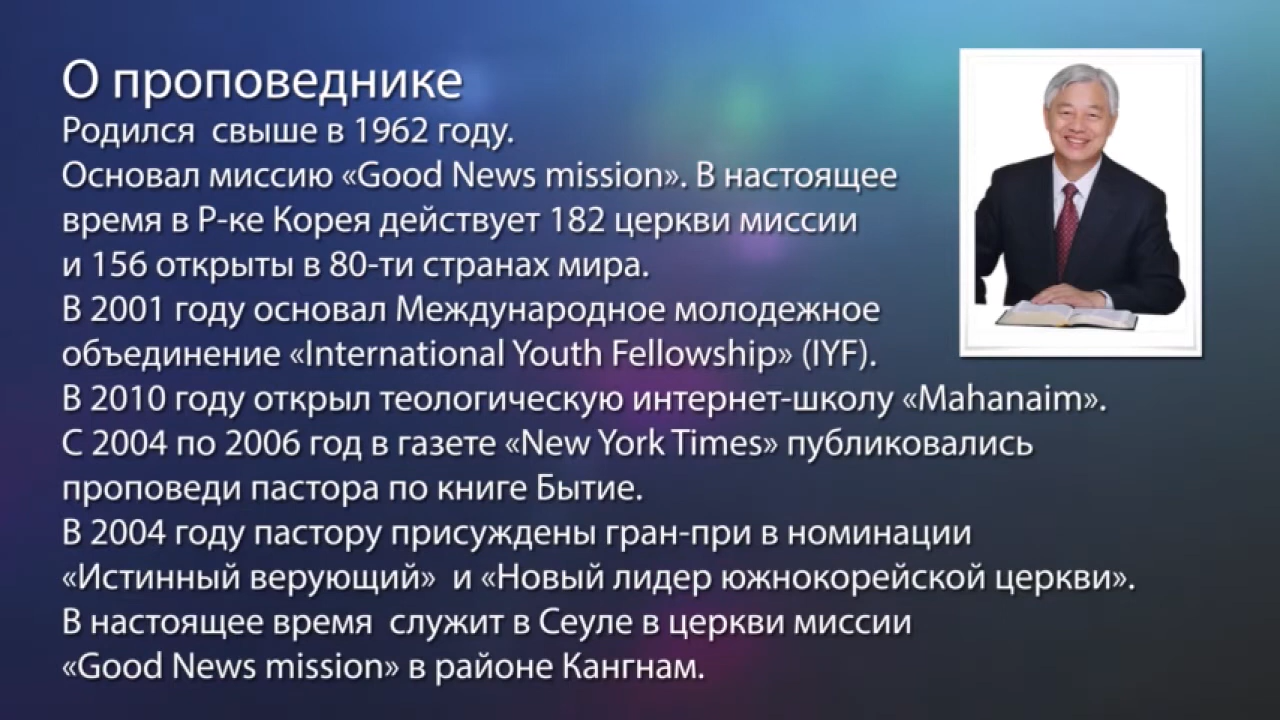 О проповеднике
Родился свыше в 1962 году.
Основал миссию «Good News mission». В настоящее
время в Р-ке Корея действует 182 церкви миссии
и 156 открыты в 80-ти странах мира.
В 2001 году основал Международное молодежное
объединение «International Youth Fellowship» (IYF).
В 2010 году открыл теологическую интернет-школу «Mahanaim».
С 2004 по 2006 год в газете «New York Times» публиковались
проповеди пастора по книге Бытие.
В 2004 году пастору присуждены гран-при в номинации
«Истинный верующий» и «Новый лидер южнокорейской церкви».
В настоящее время служит в Сеуле в церкви миссии
«Good News mission» в районе Кангнам.